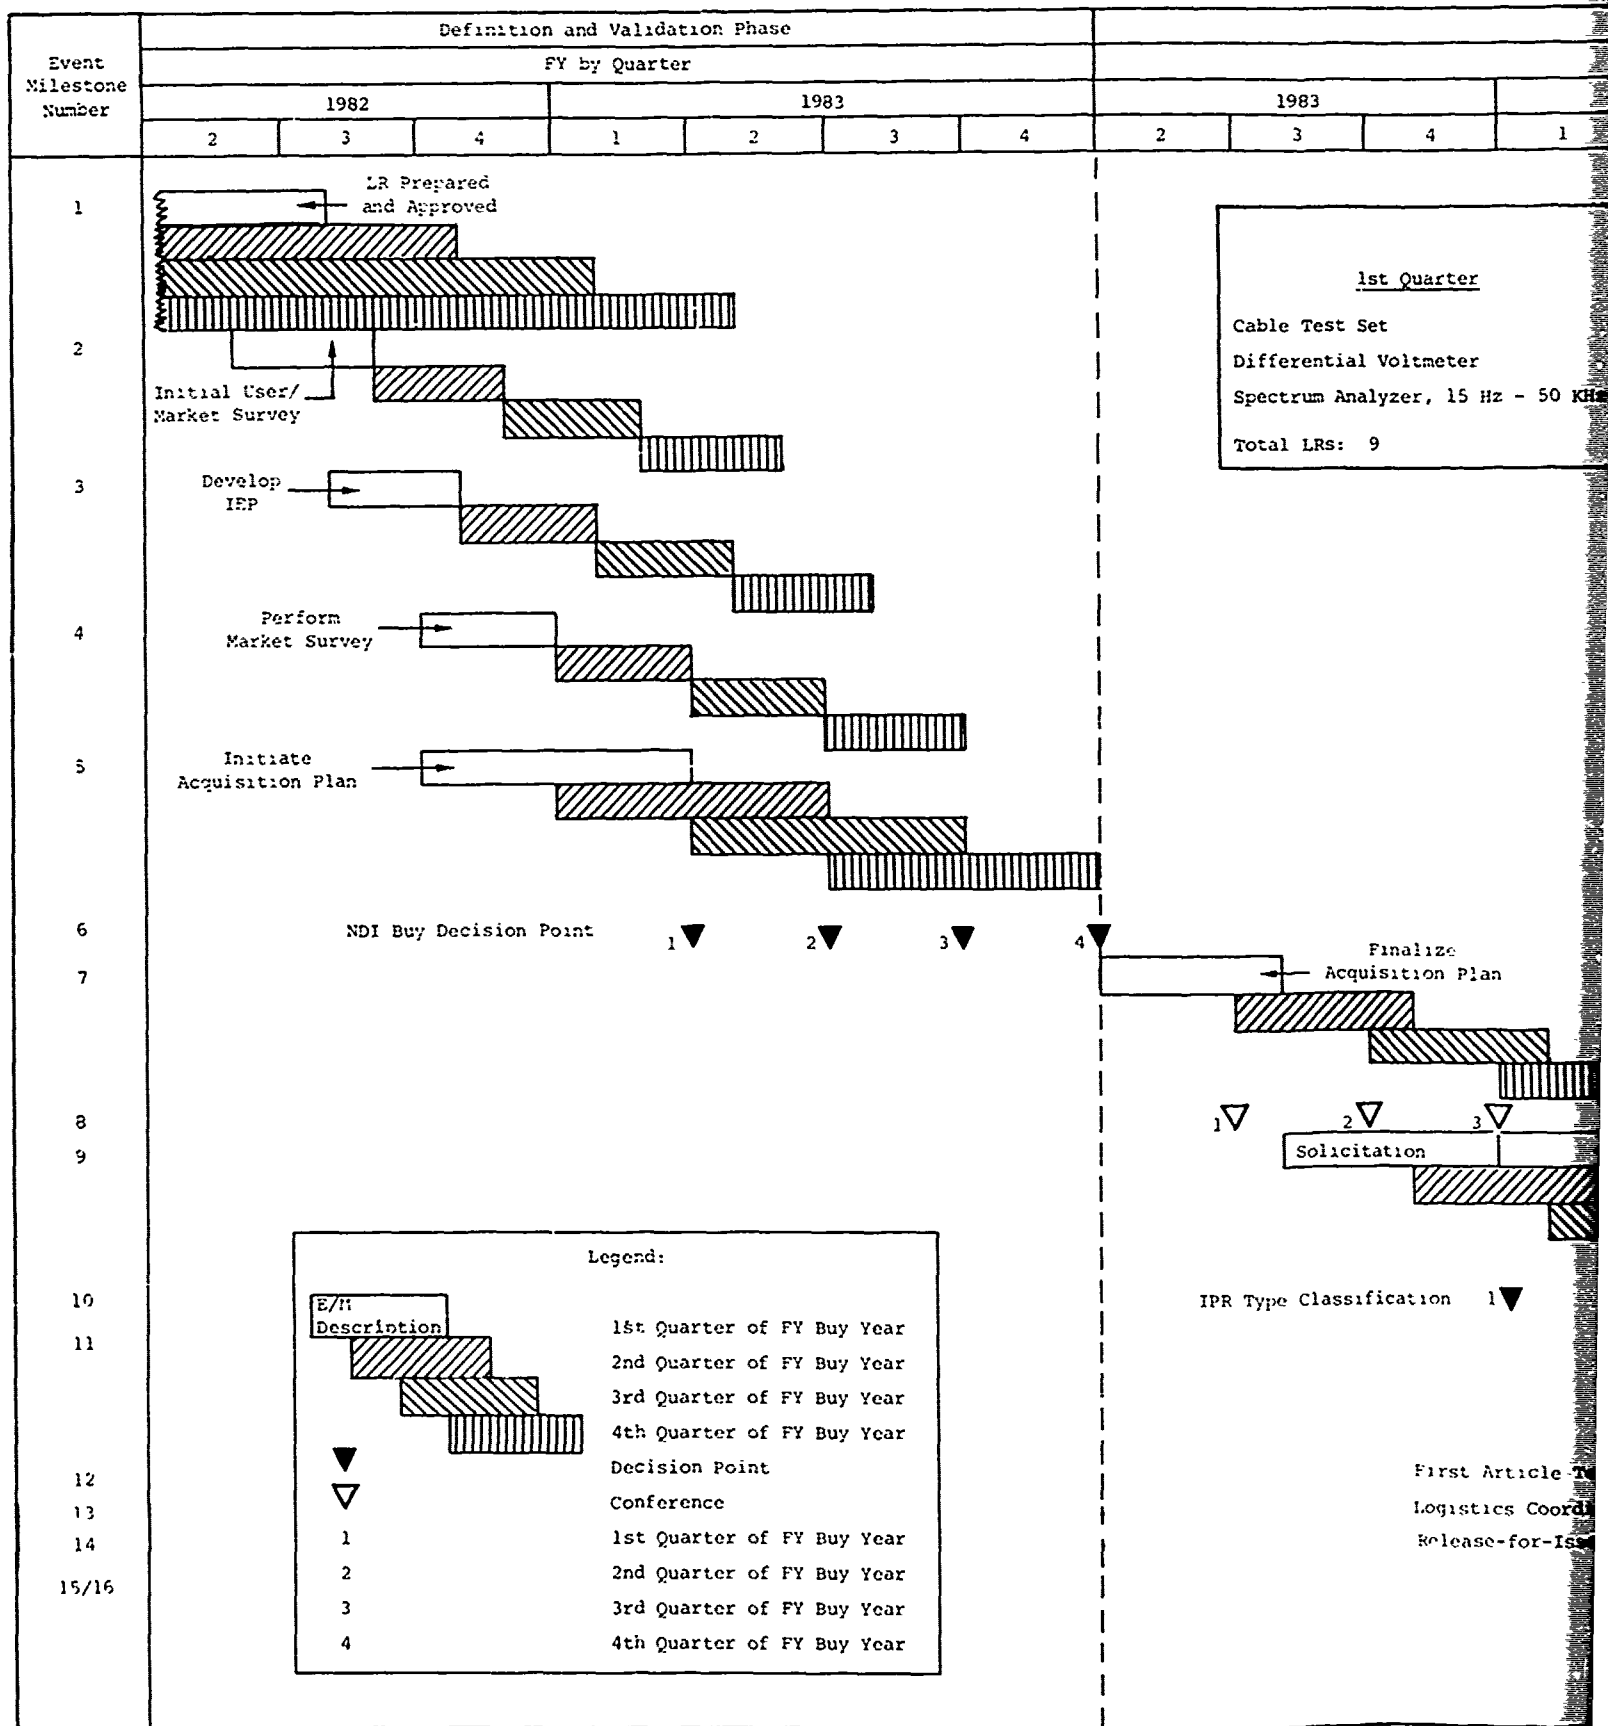 Definition and Validation Phase
Event
Milestone
Number
FY by Quarter
1982 1983 1983
2 3 4 1 2 3 4 2 3 4 1
1
LR Prepared
and Approved
1st Quarter
Cable Test Set
Differential Voltmeter
Spectrum Analyzer, 15 Hz - 50 KHz
Total LRs: 9
2
Initial User/
Market Survey
3
Develop
IEP
4
Perform
Market Survey
5
Initiate
Acquisition Plan
6
NDI Buy Decision Point 1 2 3 4
7
Finalize
Acquisition Plan
8
1 2 3
9
Solicitation
Legend:
E/M
Description
1st Quarter of FY Buy Year
2nd Quarter of FY Buy Year
3rd Quarter of FY Buy Year
4th Quarter of FY Buy Year
Decision Point
Conference
1 1st Quarter of FY Buy Year
2 2nd Quarter of FY Buy Year
3 3rd Quarter of FY Buy Year
4 4th Quarter of FY Buy Year
10
IPR Type Classification 1
11
12
First Article
13
Logistics
14
Release-for-
15/16